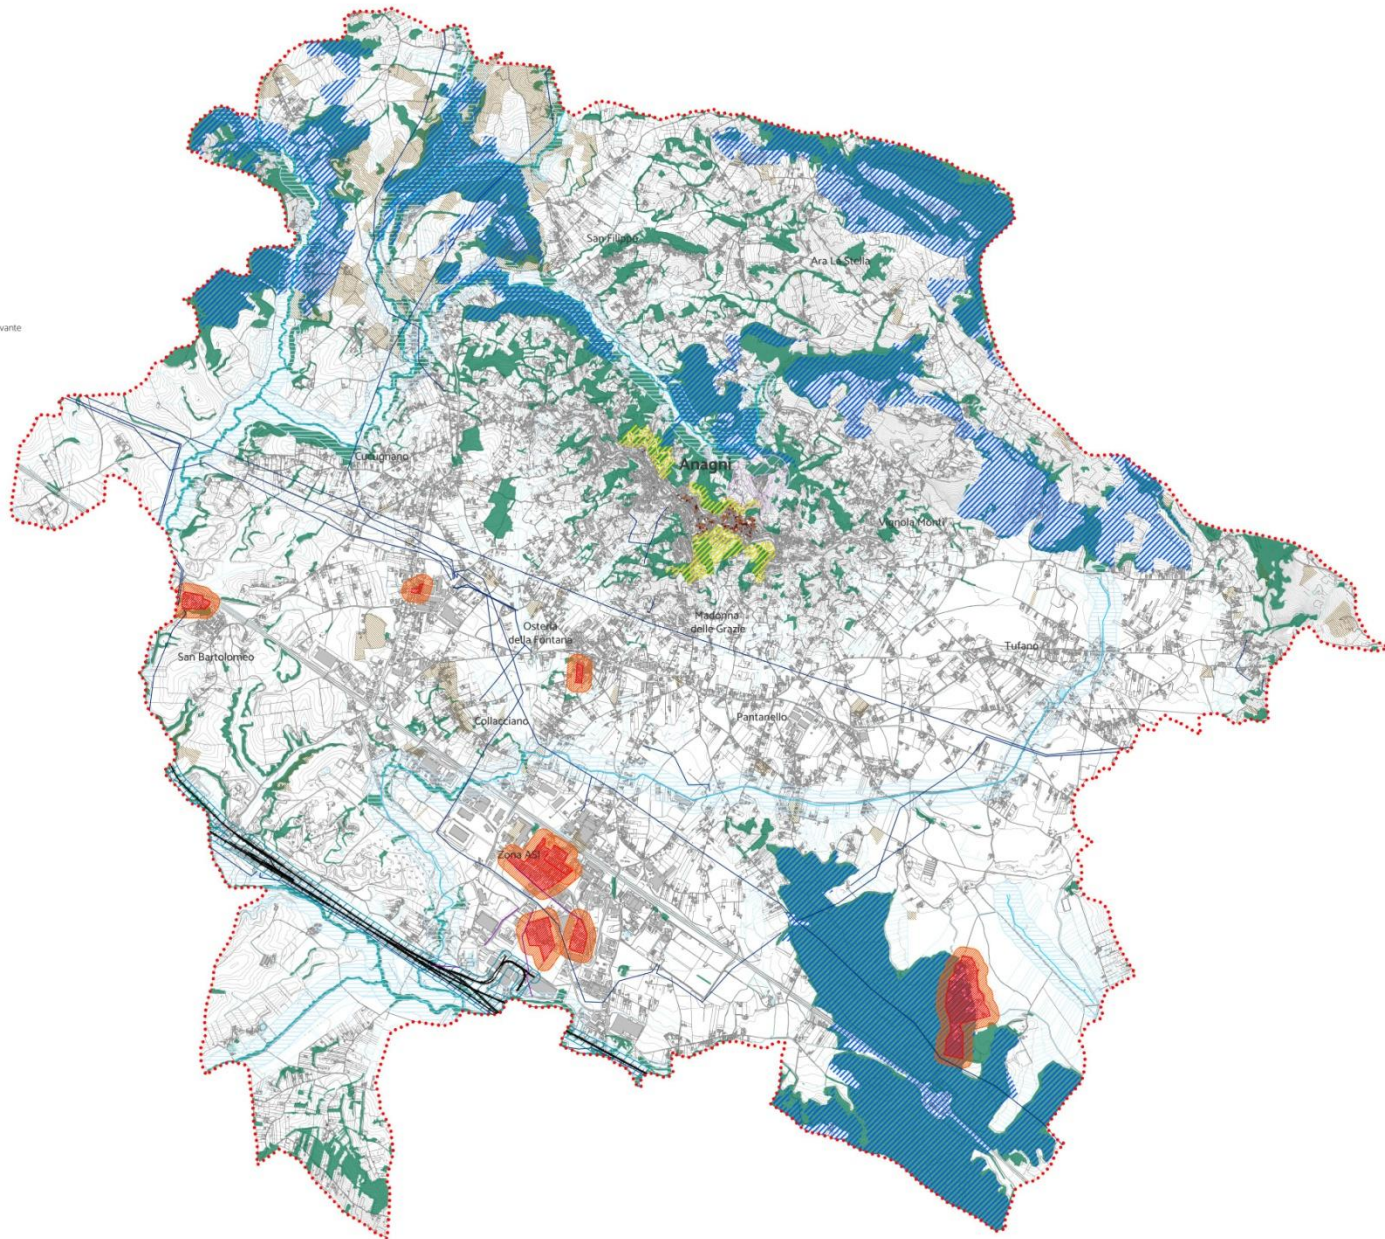 San Filippo
Ara La Stella
vante
Cucugnano
Anagni
Vignola Monti
Osteria
della Fontana
Madonna
delle Grazie
San Bartolomeo
Tufano
Collacciano
Pantanello
Zona ASI